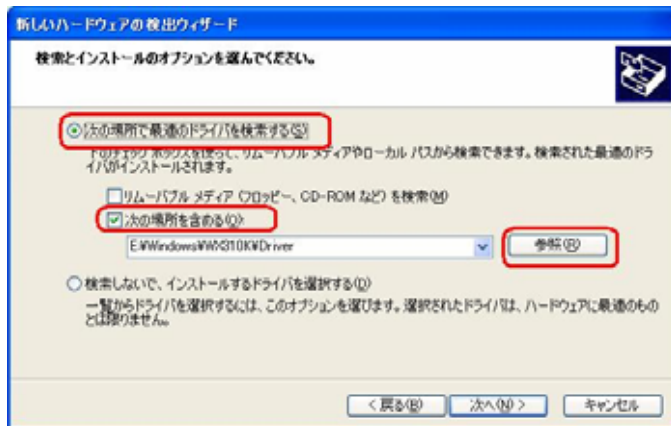 新しいハードウェアの検出ウィザード
検索とインストールのオプションを選んでください。
次の場所で最適のドライバを検索する(S)
下のチェック ボックスを使って、リムーバブル メディアやローカル パスから検索できます。検索された最適のドラ
イバがインストールされます。
リムーバブル メディア (フロッピー、CD-ROM など) を検索(M)
次の場所を含める(O):
E:¥Windows¥WX310K¥Driver
参照(R)
検索しないで、インストールするドライバを選択する(D)
一覧からドライバを選択するには、このオプションを選びます。選択されたドライバは、ハードウェアに最適のもの
とは限りません。
< 戻る(B)
次へ(N) >
キャンセル